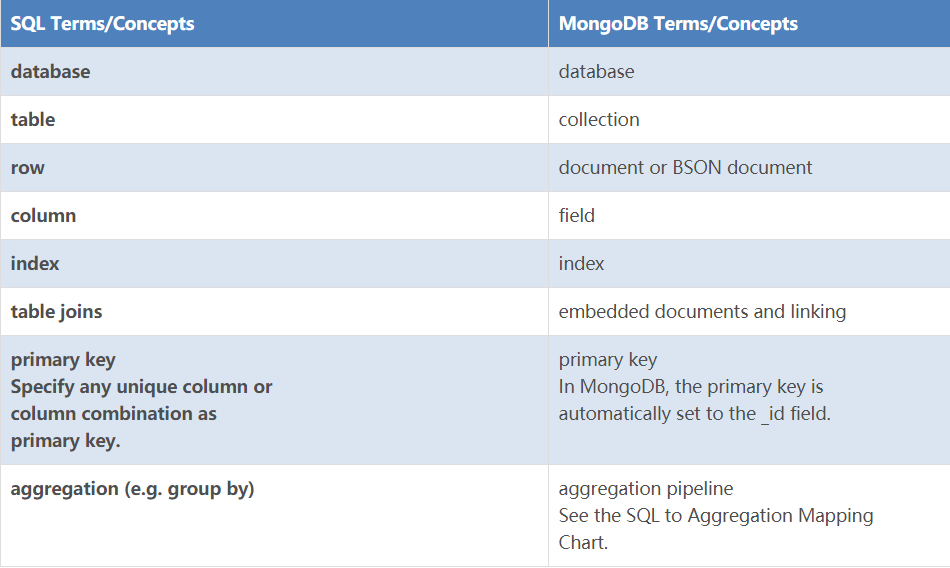 SQL Terms/Concepts MongoDB Terms/Concepts
database database
table collection
row document or BSON document
column field
index index
table joins embedded documents and linking
primary key
Specify any unique column or
column combination as
primary key.
primary key
In MongoDB, the primary key is
automatically set to the _id field.
aggregation (e.g. group by)
aggregation pipeline
See the SQL to Aggregation Mapping
Chart.